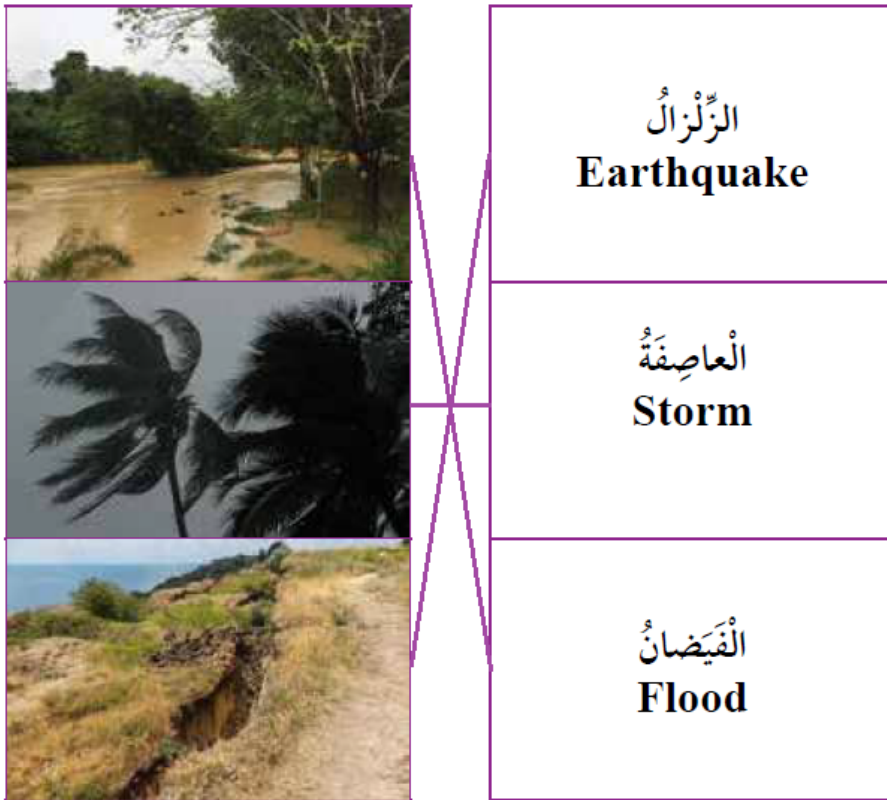 الزِّلْزالُ
Earthquake
الْعاصِفَةُ
Storm
الْفَيَضانُ
Flood